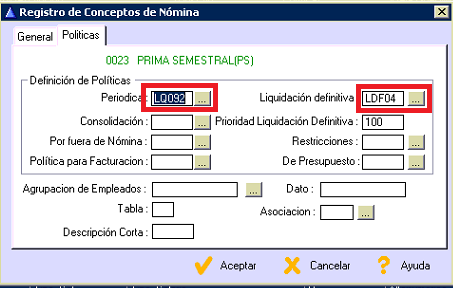 Registro de Conceptos de Nómina
General Politicas
0023 PRIMA SEMESTRAL(PS)
Definición de Políticas
Periodica: LQ092 ... Liquidación definitiva: LDF04 ...
Consolidación: ... Prioridad Liquidación Definitiva: 100
Por fuera de Nómina: ... Restricciones: ...
Política para Facturacion: ... De Presupuesto: ...
Agrupacion de Empleados: ... Dato:
Tabla: Asociacion: ...
Descripción Corta:
Aceptar Cancelar ? Ayuda